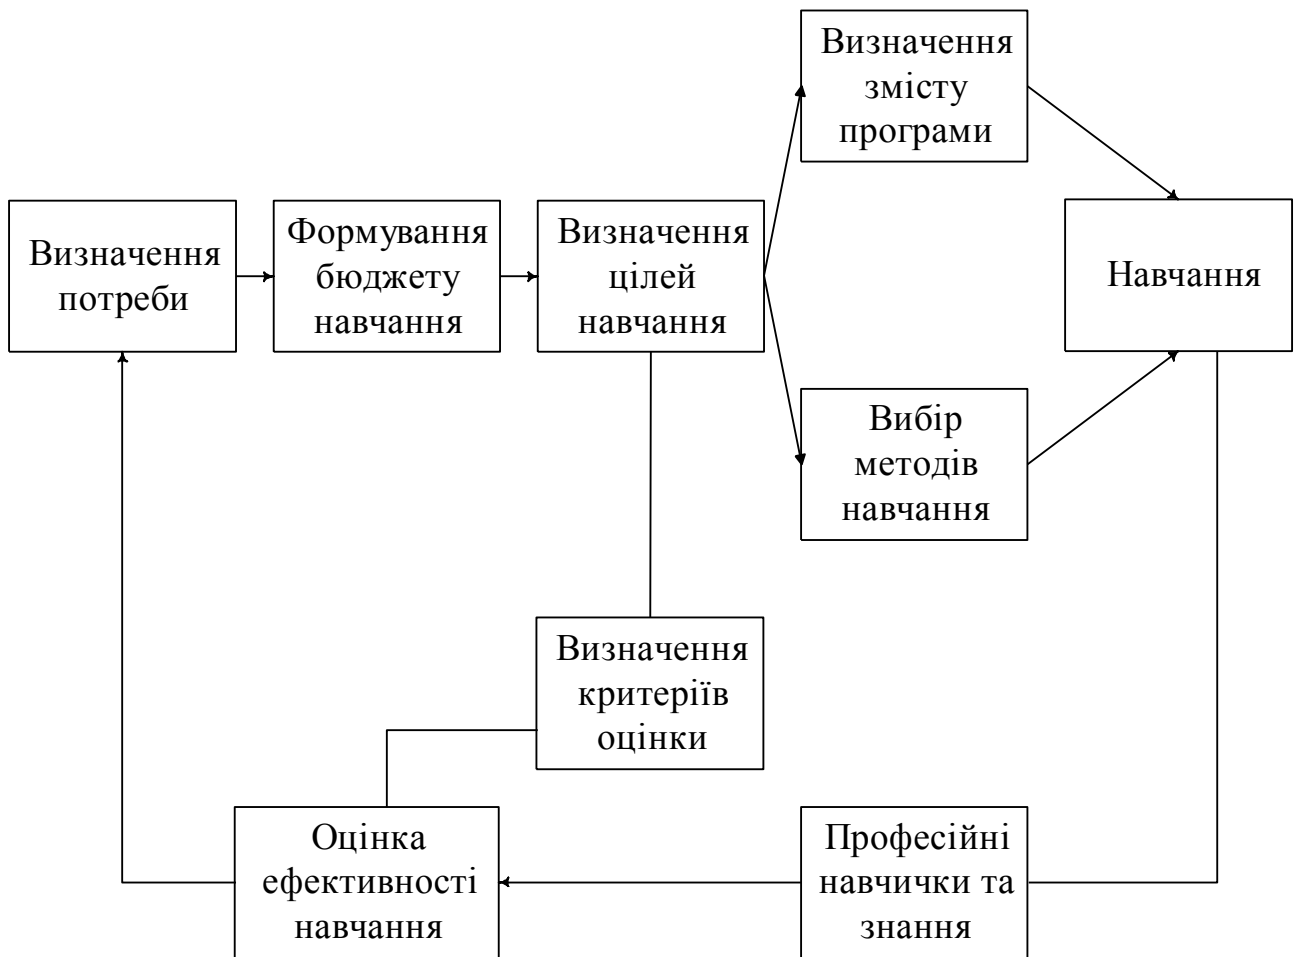 Визначення
змісту
програми
Визначення
потреби
Формування
бюджету
навчання
Визначення
цілей
навчання
Навчання
Вибір
методів
навчання
Визначення
критеріїв
оцінки
Оцінка
ефективності
навчання
Професійні
навчички та
знання